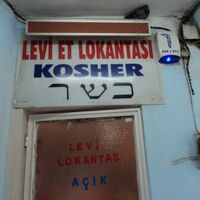 LEVİ ET LOKANTASI
KOSHER
כשר
LEVİ
LOKANTAS
AÇIK